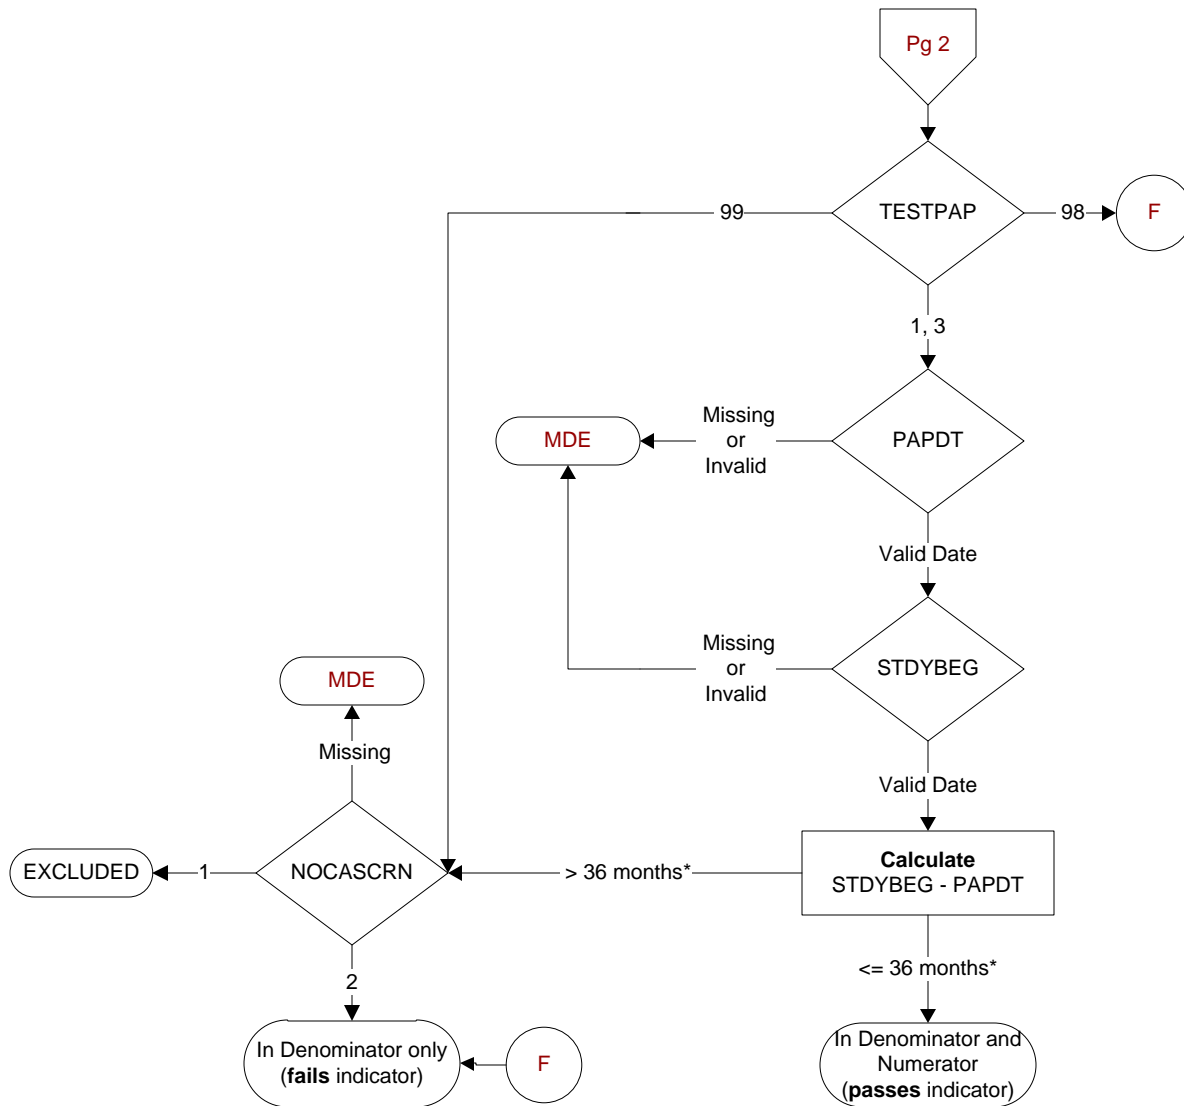 Pg 2
TESTPAP
99
98
F
1, 3
PAPDT
Missing
or
Invalid
MDE
Valid Date
STDYBEG
Missing
or
Invalid
MDE
Missing
Valid Date
NOCASCRN
1
EXCLUDED
> 36 months*
Calculate
STDYBEG - PAPDT
2
<= 36 months*
In Denominator only
(fails indicator)
F
In Denominator and
Numerator
(passes indicator)